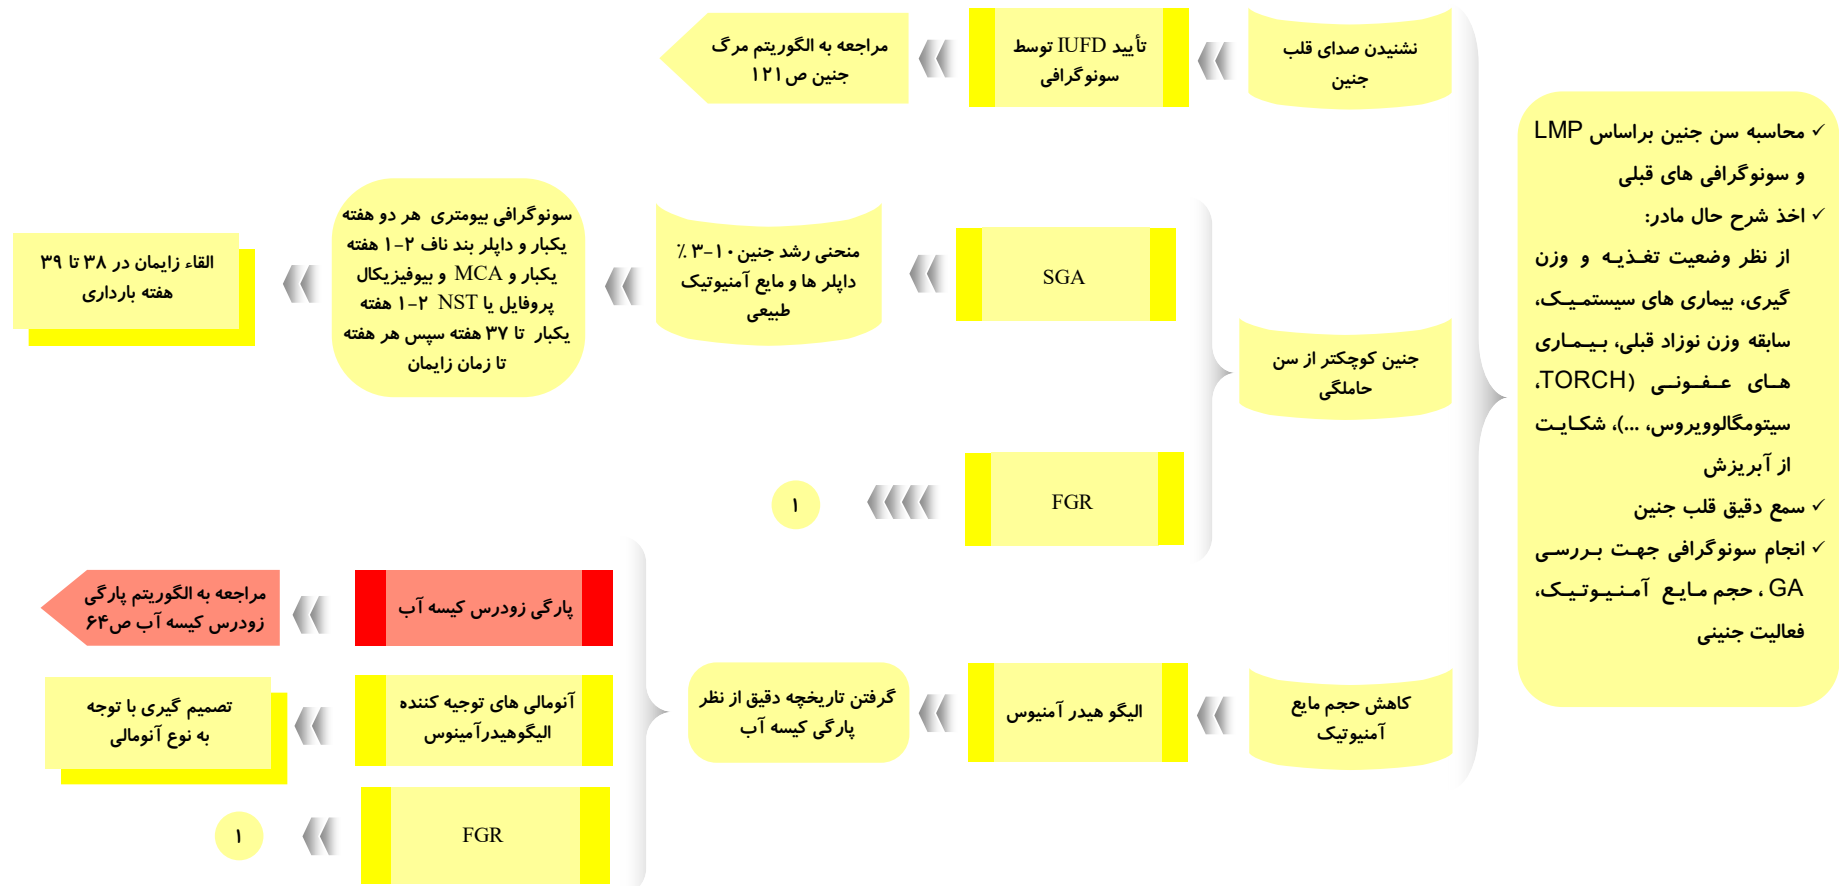 محاسبه سن جنین براساس LMP
و سونوگرافی های قبلی
اخذ شرح حال مادر:
از نظر وضعیت تغذیه و وزن
گیری، بیماری های سیستمیک،
سابقه وزن نوزاد قبلی، بیماری
های عفونی (TORCH،
سیتومگالوویروس، ...)، شکایت
از آبریزش
سمع دقیق قلب جنین
انجام سونوگرافی جهت بررسی
GA ، حجم مایع آمنیوتیک،
فعالیت جنینی
نشنیدن صدای قلب
جنین
تأیید IUFD توسط
سونوگرافی
مراجعه به الگوریتم مرگ
جنین ص۱۲۱
جنین کوچکتر از سن
حاملگی
SGA
منحنی رشد جنین۱۰-۳ ٪
داپلر ها و مایع آمنیوتیک
طبیعی
سونوگرافی بیومتری هر دو هفته
یکبار و داپلر بند ناف ۲-۱ هفته
یکبار و MCA و بیوفیزیکال
پروفایل یا NST ۲-۱ هفته
یکبار تا ۳۷ هفته سپس هر هفته
تا زمان زایمان
القاء زایمان در ۳۸ تا ۳۹
هفته بارداری
FGR
۱
کاهش حجم مایع
آمنیوتیک
الیگو هیدر آمنیوس
گرفتن تاریخچه دقیق از نظر
پارگی کیسه آب
پارگی زودرس کیسه آب
مراجعه به الگوریتم پارگی
زودرس کیسه آب ص۶۴
آنومالی های توجیه کننده
الیگوهیدرآمینوس
تصمیم گیری با توجه
به نوع آنومالی
FGR
۱